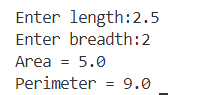 Enter length:2.5
Enter breadth:2
Area = 5.0
Perimeter = 9.0 _